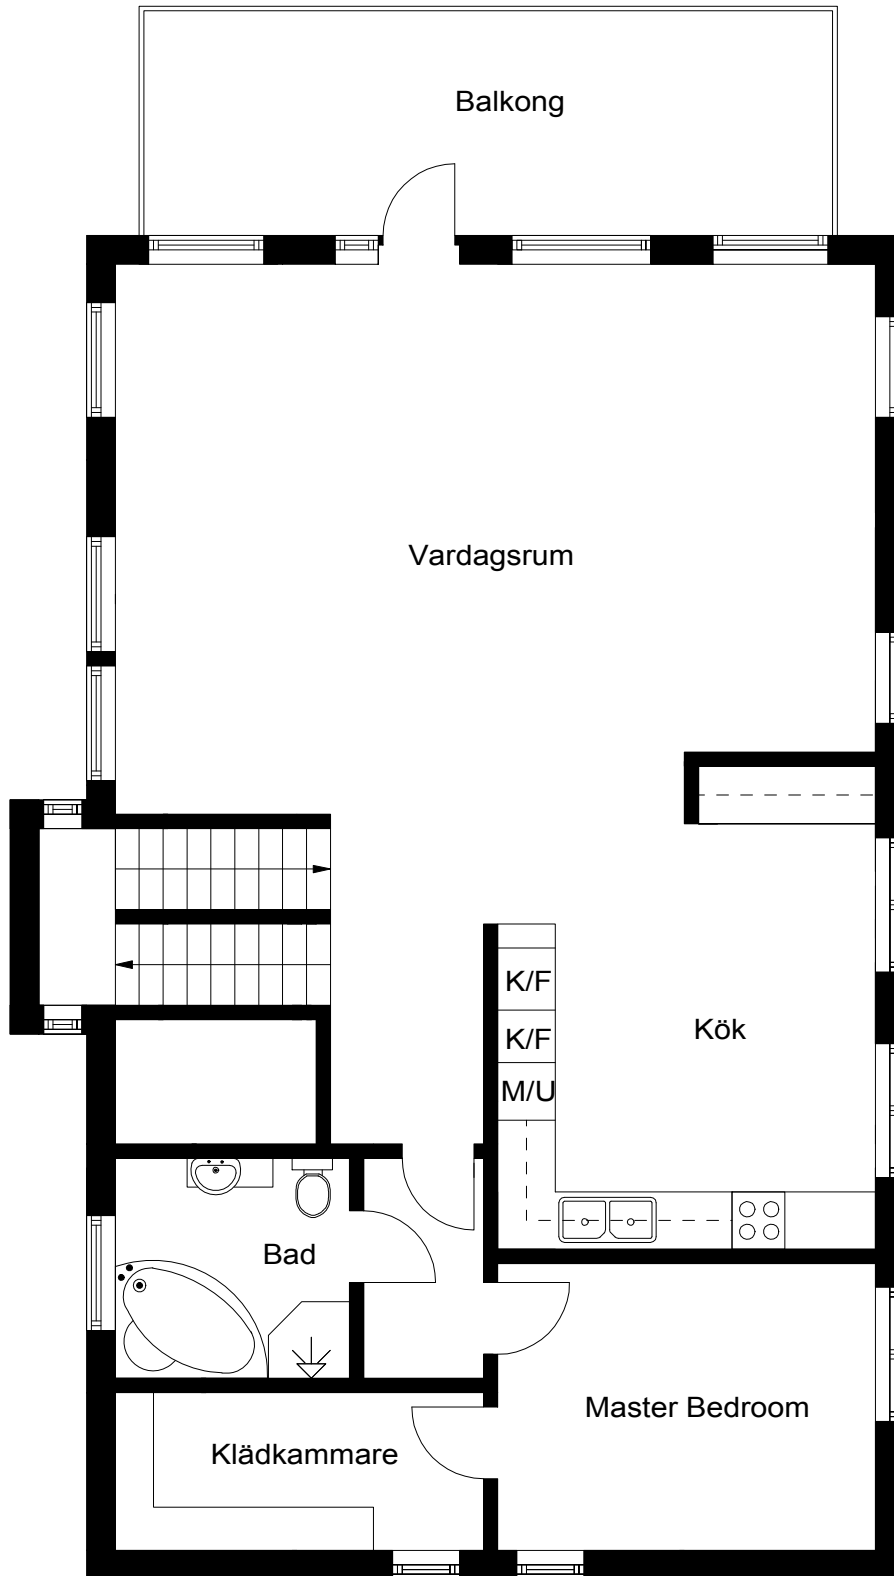 Balkong
Vardagsrum
K/F
K/F
Kök
M/U
Bad
Master Bedroom
Klädkammare